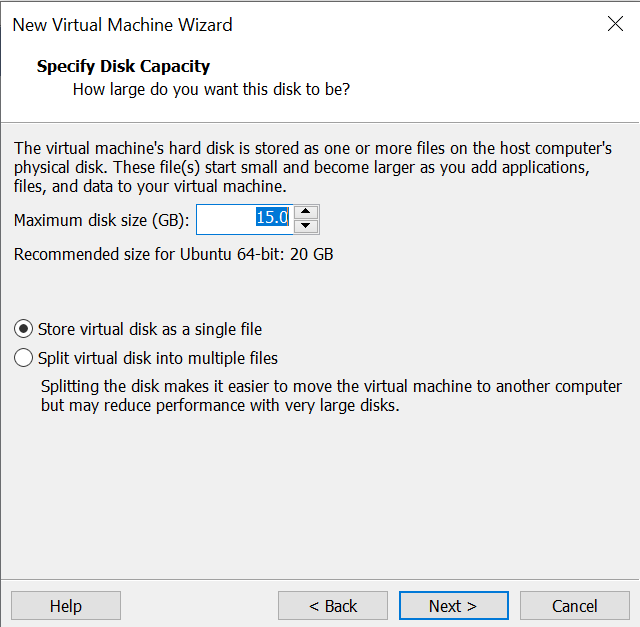 New Virtual Machine Wizard
Specify Disk Capacity
How large do you want this disk to be?
The virtual machine's hard disk is stored as one or more files on the host computer's
physical disk. These file(s) start small and become larger as you add applications,
files, and data to your virtual machine.
Maximum disk size (GB): 15.0
Recommended size for Ubuntu 64-bit: 20 GB
Store virtual disk as a single file
Split virtual disk into multiple files
Splitting the disk makes it easier to move the virtual machine to another computer
but may reduce performance with very large disks.
Help < Back Next > Cancel